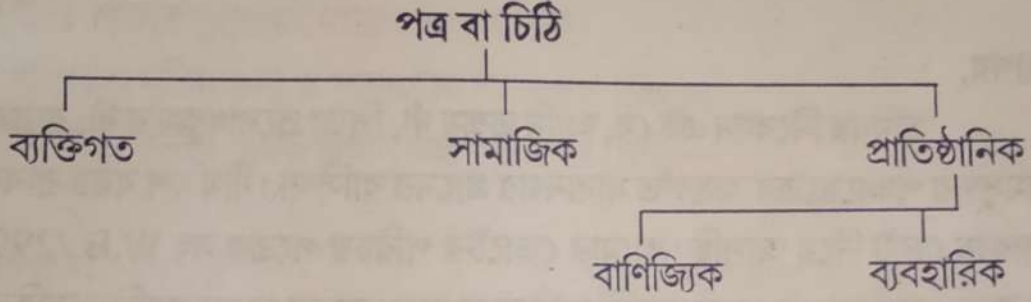 পত্র বা চিঠি
ব্যক্তিগত সামাজিক প্রাতিষ্ঠানিক
বাণিজ্যিক ব্যবহারিক